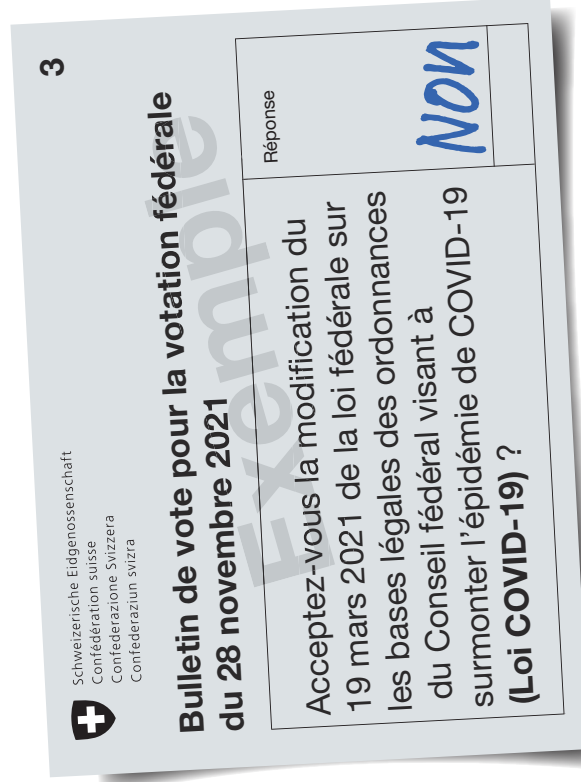 Schweizerische Eidgenossenschaft
Confédération suisse
Confederazione Svizzera
Confederaziun svizra
3
Bulletin de vote pour la votation fédérale
du 28 novembre 2021
Exemple
Réponse
Acceptez-vous la modification du
19 mars 2021 de la loi fédérale sur
les bases légales des ordonnances
du Conseil fédéral visant à
surmonter l'épidémie de COVID-19
(Loi COVID-19) ?
NON